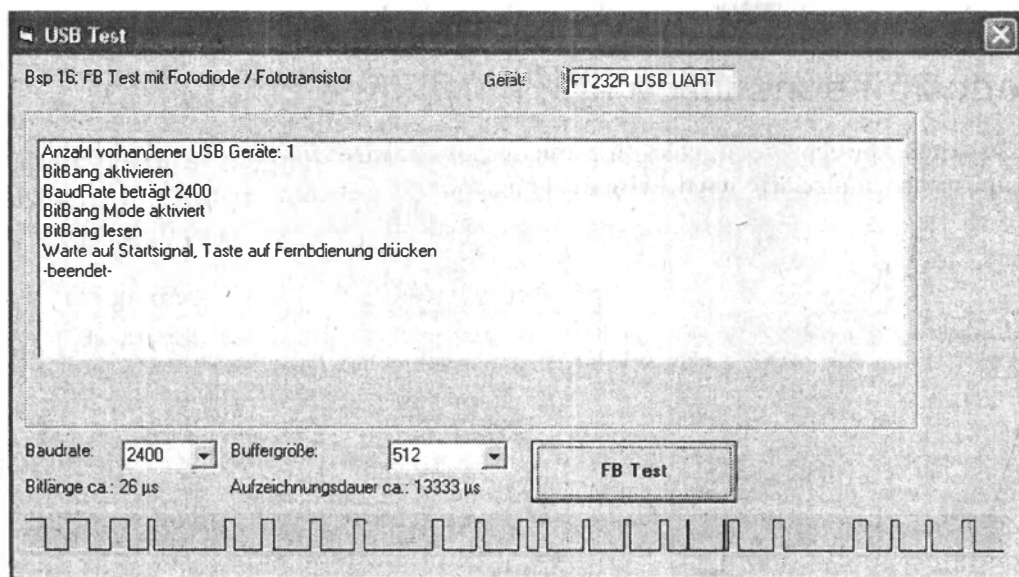 USB Test
Bsp 16: FB Test mit Fotodiode / Fototransistor Gerät: FT232R USB UART
Anzahl vorhandener USB Geräte: 1
BitBang aktivieren
BaudRate beträgt 2400
BitBang Mode aktiviert
BitBang lesen
Warte auf Startsignal, Taste auf Fernbdienung drücken
-beendet-
Baudrate: 2400 Buffergröße: 512 FB Test
Bitlänge ca.: 26 µs Aufzeichnungsdauer ca.: 13333 µs